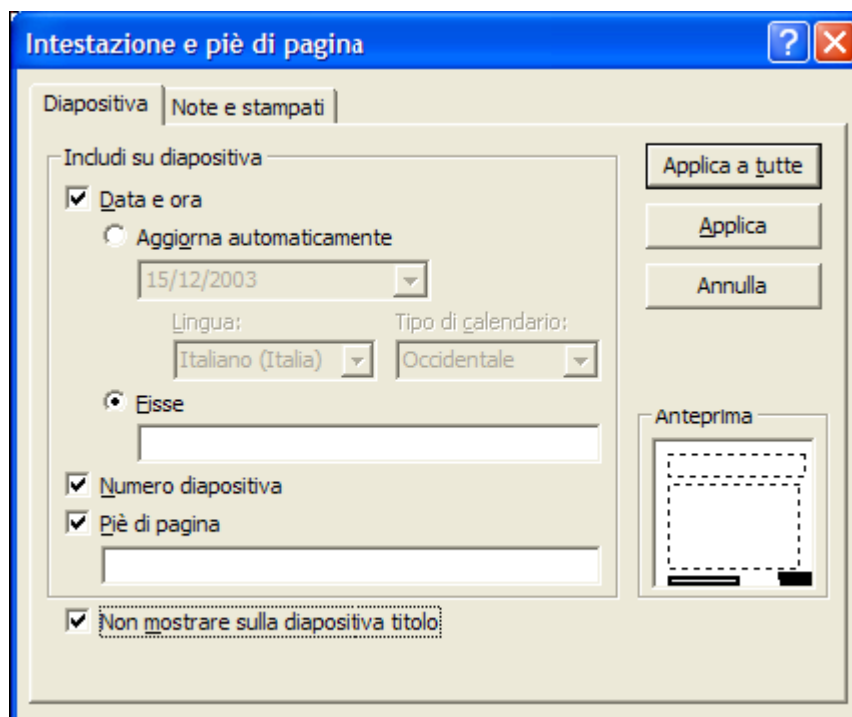 Intestazione e piè di pagina
Diapositiva Note e stampati
Includi su diapositiva
Data e ora
Aggiorna automaticamente
15/12/2003
Lingua: Tipo di calendario:
Italiano (Italia) Occidentale
Fisse
Numero diapositiva
Piè di pagina
Non mostrare sulla diapositiva titolo
Applica a tutte
Applica
Annulla
Anteprima